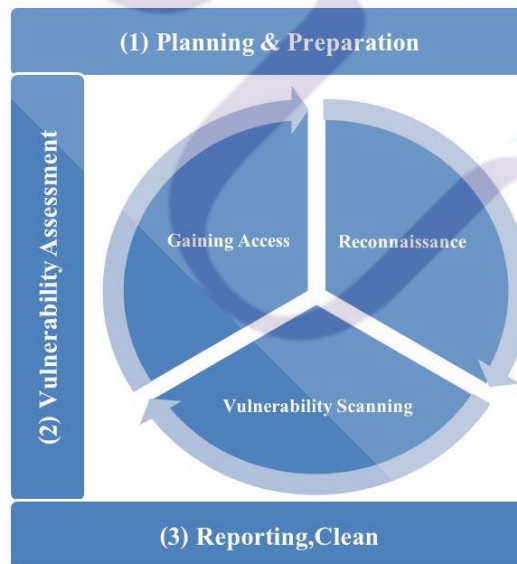 (1) Planning & Preparation
(2) Vulnerability Assessment
Gaining Access
Reconnaissance
Vulnerability Scanning
(3) Reporting,Clean